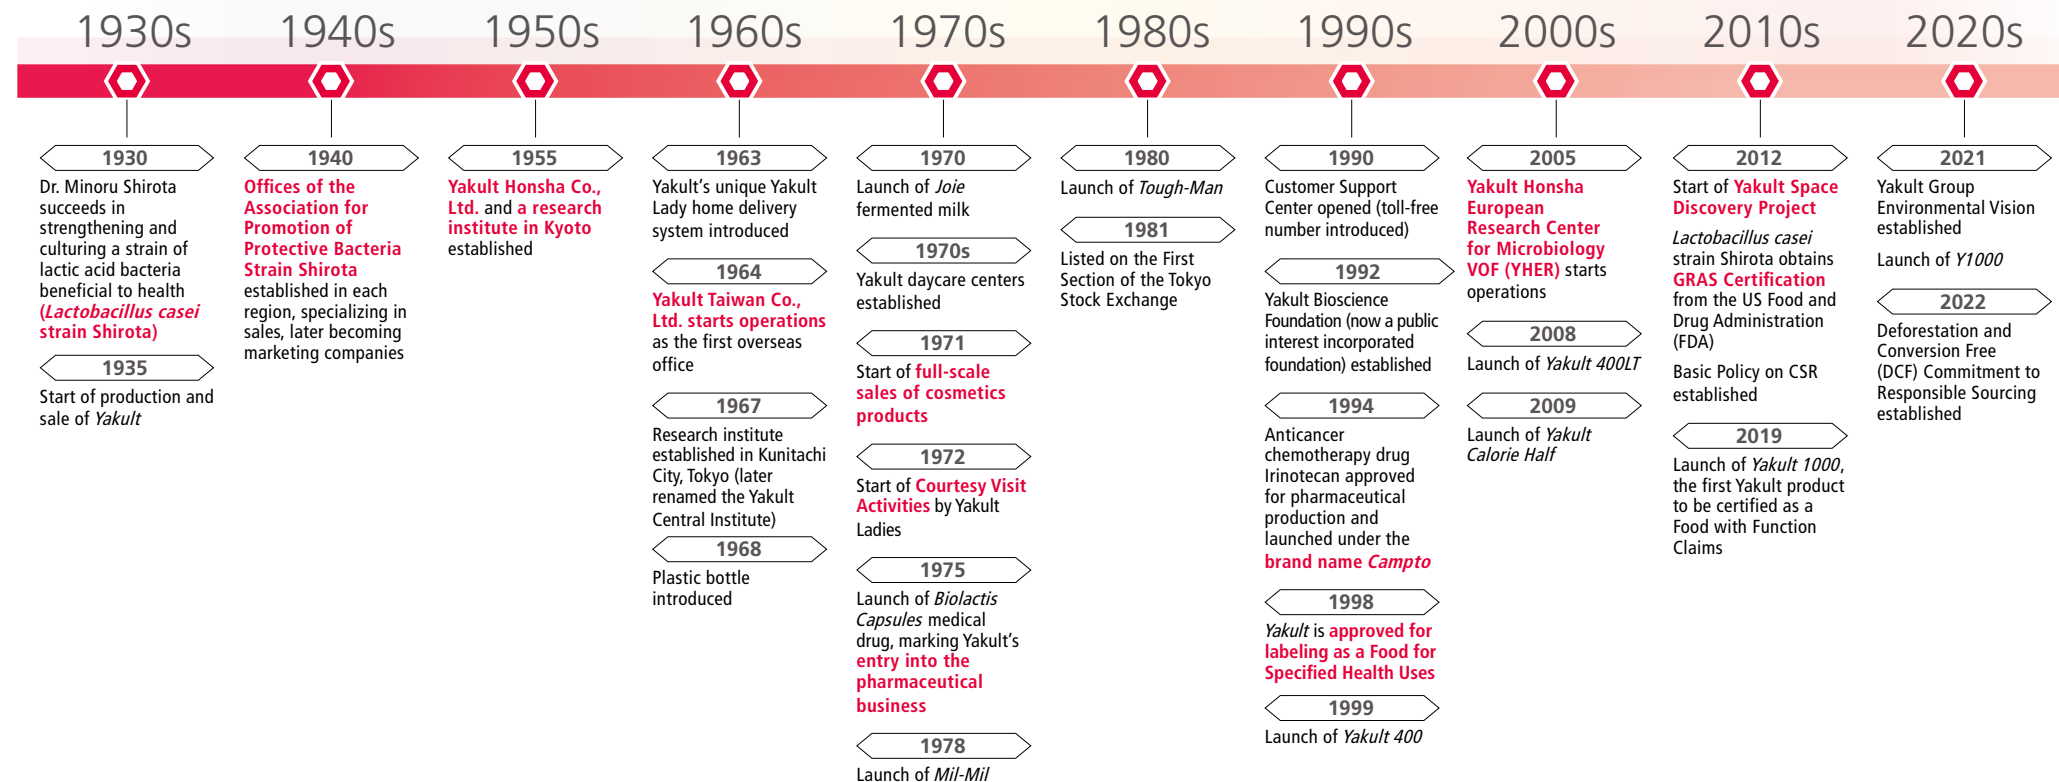 1930s
1940s
1950s
1960s
1970s
1980s
1990s
2000s
2010s
2020s
1930
Dr. Minoru Shirota
succeeds in
strengthening and
culturing a strain of
lactic acid bacteria
beneficial to health
(Lactobacillus casei
strain Shirota)
1935
Start of production and
sale of Yakult
1940
Offices of the
Association for
Promotion of
Protective Bacteria
Strain Shirota
established in each
region, specializing in
sales, later becoming
marketing companies
1955
Yakult Honsha Co.,
Ltd. and a research
institute in Kyoto
established
1963
Yakult's unique Yakult
Lady home delivery
system introduced
1964
Yakult Taiwan Co.,
Ltd. starts operations
as the first overseas
office
1967
Research institute
established in Kunitachi
City, Tokyo (later
renamed the Yakult
Central Institute)
1968
Plastic bottle
introduced
1970
Launch of Joie
fermented milk
1970s
Yakult daycare centers
established
1971
Start of full-scale
sales of cosmetics
products
1972
Start of Courtesy Visit
Activities by Yakult
Ladies
1975
Launch of Biolactis
Capsules medical
drug, marking Yakult's
entry into the
pharmaceutical
business
1978
Launch of Mil-Mil
1980
Launch of Tough-Man
1981
Listed on the First
Section of the Tokyo
Stock Exchange
1990
Customer Support
Center opened (toll-free
number introduced)
1992
Yakult Bioscience
Foundation (now a public
interest incorporated
foundation) established
1994
Anticancer
chemotherapy drug
Irinotecan approved
for pharmaceutical
production and
launched under the
brand name Campto
1998
Yakult is approved for
labeling as a Food for
Specified Health Uses
1999
Launch of Yakult 400
2005
Yakult Honsha
European
Research Center
for Microbiology
VOF (YHER) starts
operations
2008
Launch of Yakult 400LT
2009
Launch of Yakult
Calorie Half
2012
Start of Yakult Space
Discovery Project
Lactobacillus casei
strain Shirota obtains
GRAS Certification
from the US Food and
Drug Administration
(FDA)
Basic Policy on CSR
established
2019
Launch of Yakult 1000,
the first Yakult product
to be certified as a
Food with Function
Claims
2021
Yakult Group
Environmental Vision
established
Launch of Y1000
2022
Deforestation and
Conversion Free
(DCF) Commitment to
Responsible Sourcing
established